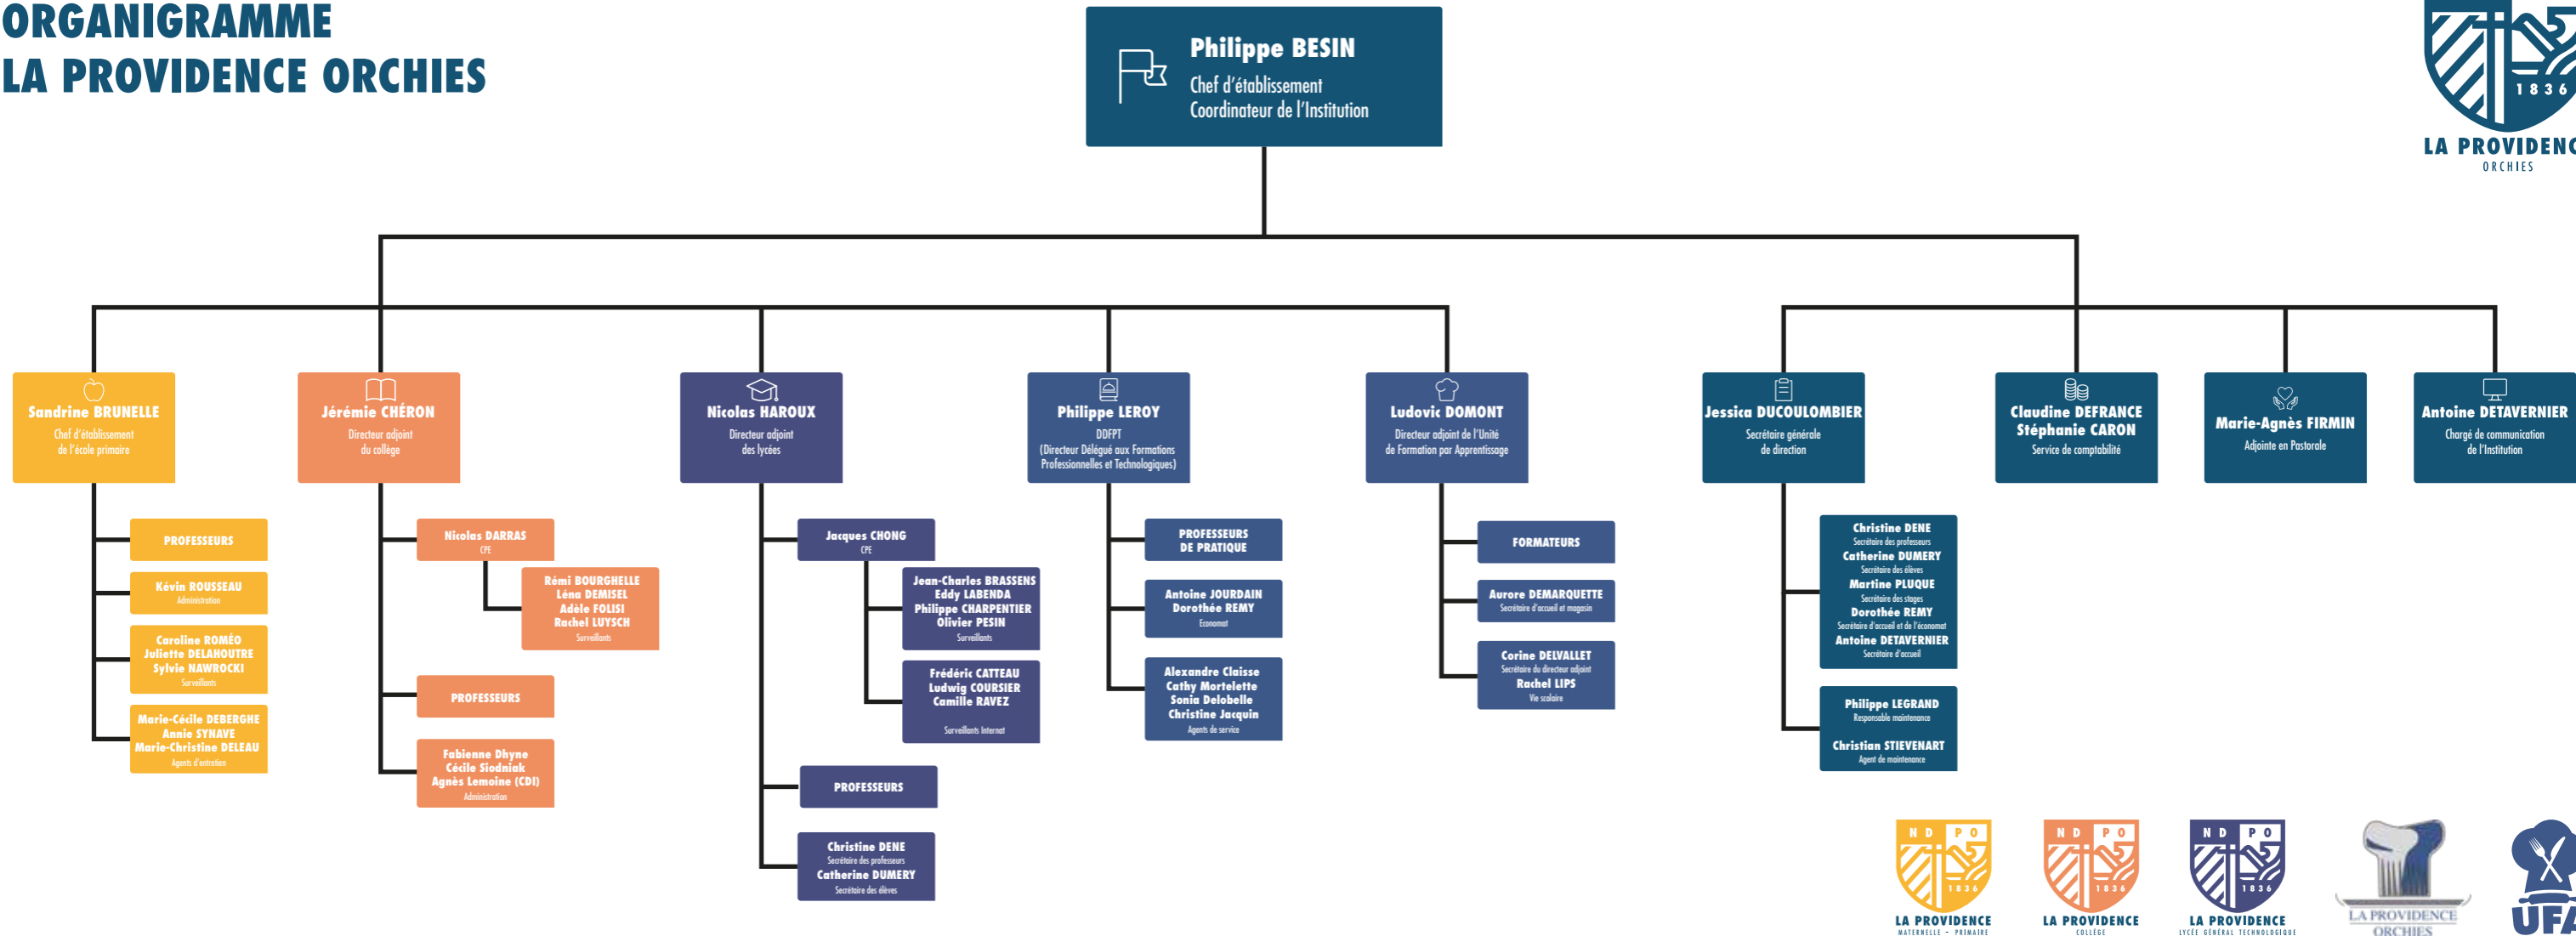 ORGANIGRAMME
LA PROVIDENCE ORCHIES
Philippe BESIN
Chef d'établissement
Coordinateur de l'Institution
1836
LA PROVIDENC
ORCHIES
Sandrine BRUNELLE
Chef d'établissement
de l'école primaire
PROFESSEURS
Kévin ROUSSEAU
Administration
Caroline ROMÉO
Juliette DELAHOUTRE
Sylvie NAWROCKI
Surveillants
Marie-Cécile DEBERGHE
Annie SYNAVE
Marie-Christine DELEAU
Agents d'entretien
Jérémie CHÉRON
Directeur adjoint
du collège
Nicolas DARRAS
CPE
Rémi BOURGHELLE
Léna DEMISEL
Adèle FOLISI
Rachel LUYSCH
Surveillants
PROFESSEURS
Fabienne Dhyne
Cécile Siodniak
Agnès Lemoine (CDI)
Administration
Nicolas HAROUX
Directeur adjoint
des lycées
Jacques CHONG
CPE
Jean-Charles BRASSENS
Eddy LABENDA
Philippe CHARPENTIER
Olivier PESIN
Surveillants
Frédéric CATTEAU
Ludwig COURSIER
Camille RAVEZ
Surveillants Internat
PROFESSEURS
Christine DENE
Secrétaire des professeurs
Catherine DUMERY
Secrétaire des élèves
Philippe LEROY
DDFPT
(Directeur Délégué aux Formations
Professionnelles et Technologiques)
PROFESSEURS
DE PRATIQUE
Antoine JOURDAIN
Dorothée REMY
Economat
Alexandre Claisse
Cathy Mortelette
Sonia Delobelle
Christine Jacquin
Agents de service
Ludovic DOMONT
Directeur adjoint de l'Unité
de Formation par Apprentissage
FORMATEURS
Aurore DEMARQUETTE
Secrétaire d'accueil et magasin
Corine DELVALLET
Secrétaire du directeur adjoint
Rachel LIPS
Vie scolaire
Jessica DUCOULOMBIER
Secrétaire générale
de direction
Christine DENE
Secrétaire des professeurs
Catherine DUMERY
Secrétaire des élèves
Martine PLUQUE
Secrétaire des stages
Dorothée REMY
Secrétaire d'accueil et de l'économat
Antoine DETAVERNIER
Secrétaire d'accueil
Philippe LEGRAND
Responsable maintenance
Christian STIEVENART
Agent de maintenance
Claudine DEFRANCE
Stéphanie CARON
Service de comptabilité
Marie-Agnès FIRMIN
Adjointe en Pastorale
Antoine DETAVERNIER
Chargé de communication
de l'Institution
N D P O
1836
LA PROVIDENCE
MATERNELLE - PRIMAIRE
N D P O
1836
LA PROVIDENCE
COLLÈGE
N D P O
1836
LA PROVIDENCE
LYCÉE GÉNÉRAL TECHNOLOGIQUE
LA PROVIDENCE
ORCHIES
UFA